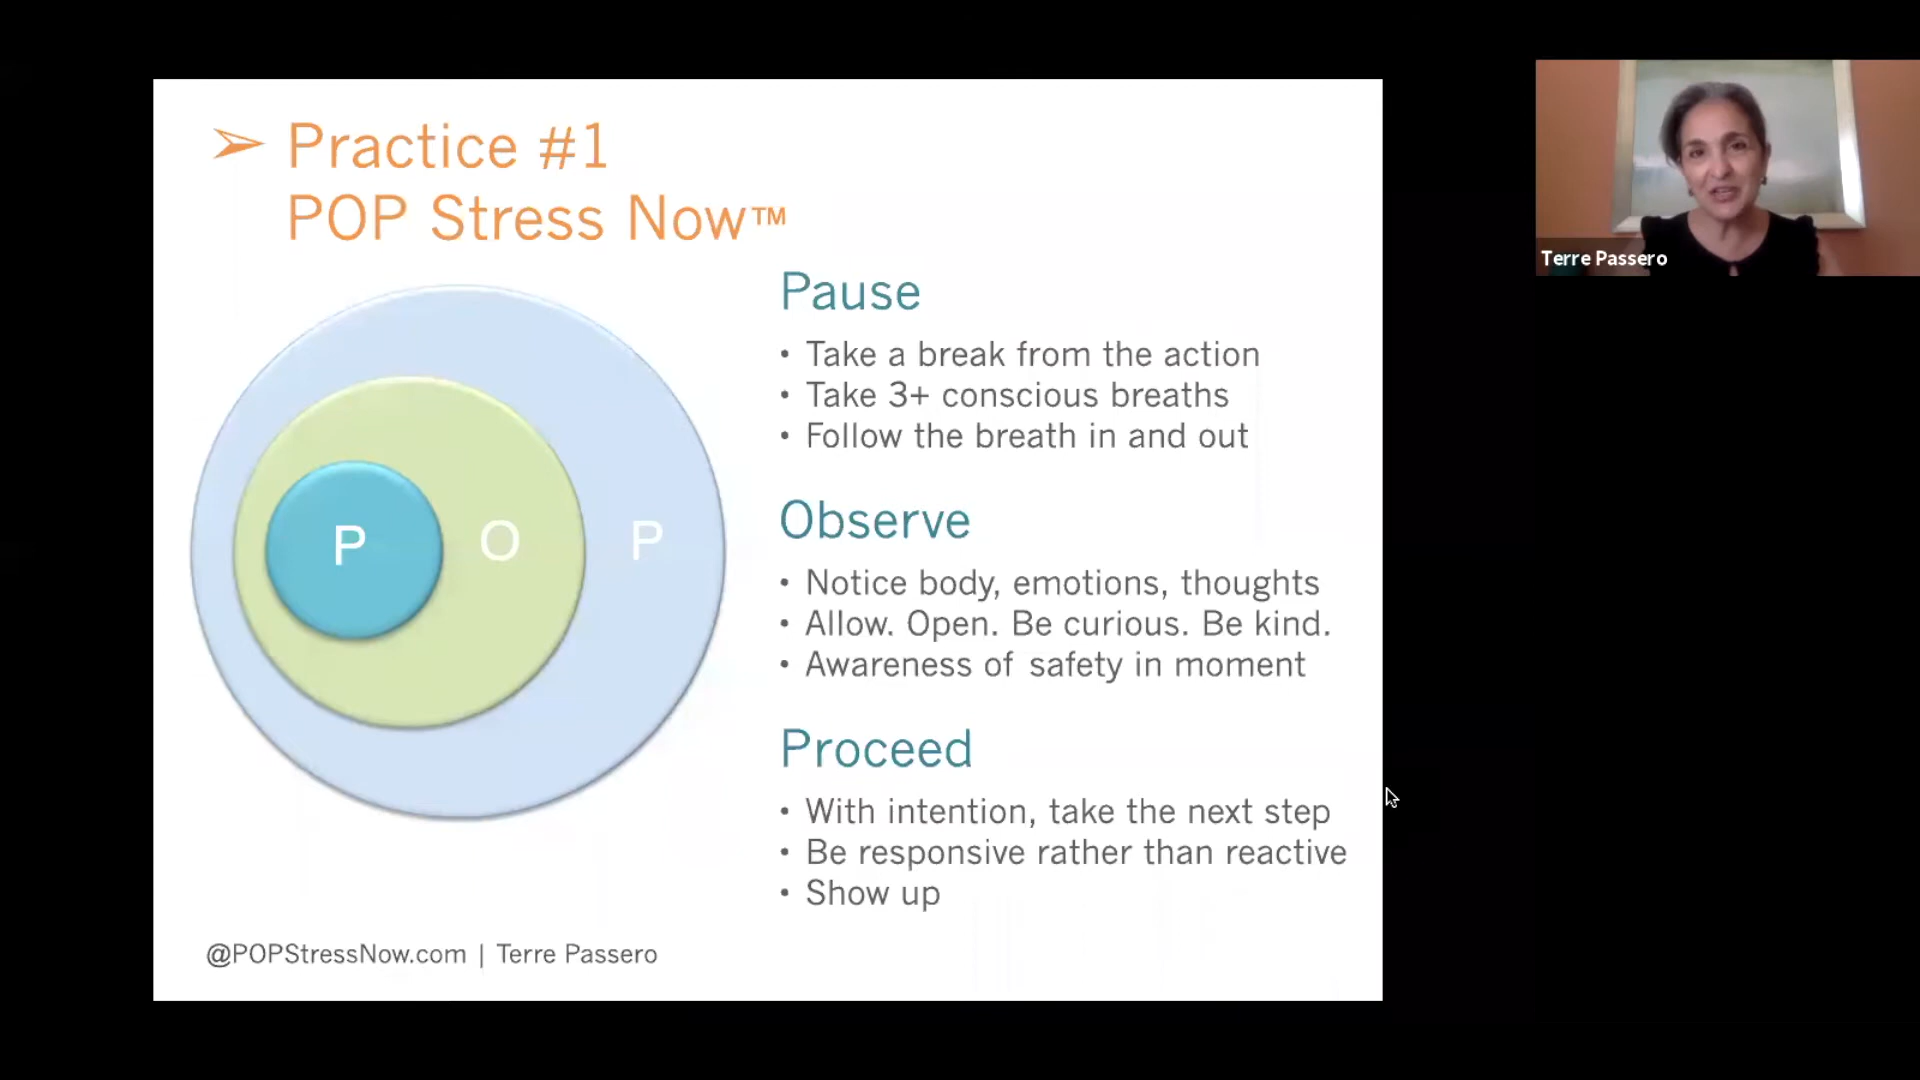 ➢ Practice #1
POP Stress Now™
Pause
• Take a break from the action
• Take 3+ conscious breaths
• Follow the breath in and out
Observe
• Notice body, emotions, thoughts
• Allow. Open. Be curious. Be kind.
• Awareness of safety in moment
Proceed
• With intention, take the next step
• Be responsive rather than reactive
• Show up
P O P
@POPStressNow.com | Terre Passero
Terre Passero